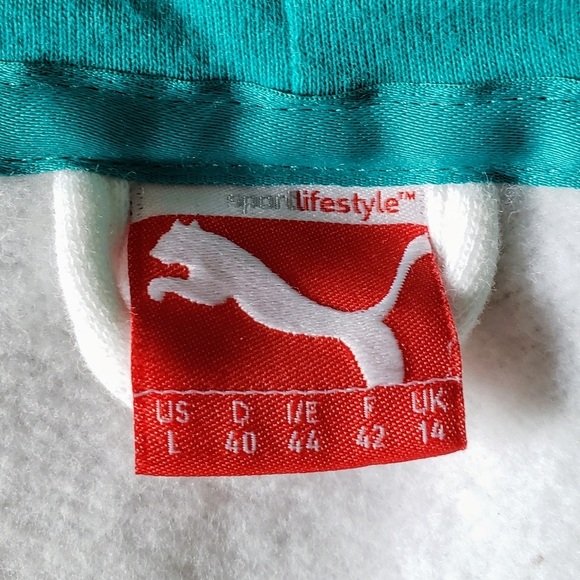 sportlifestyle™
US D I/E F UK
L 40 44 42 14